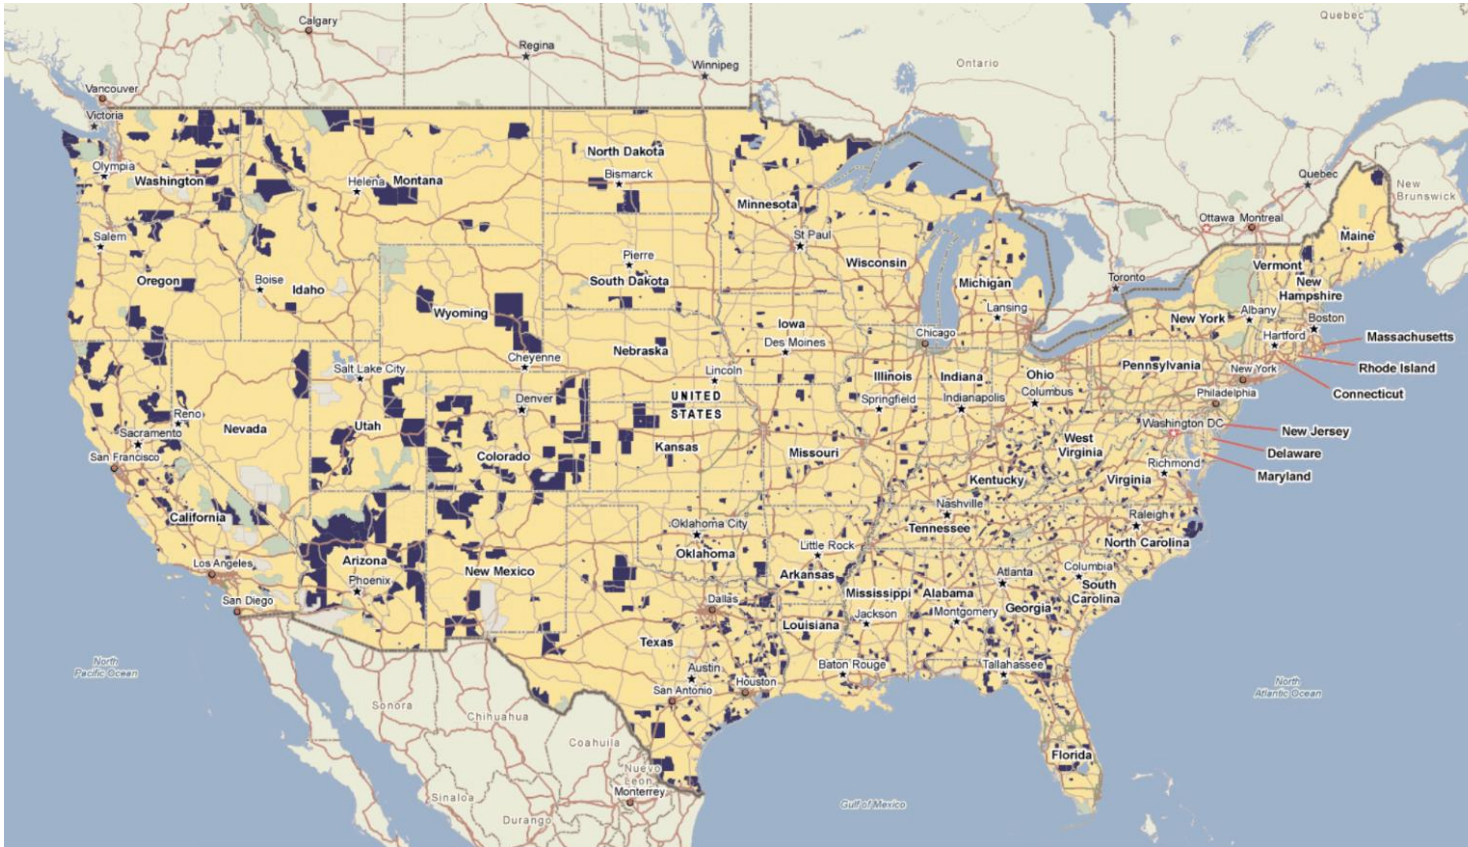 Calgary
Quebec
Regina
Winnipeg
Ontario
Vancouver
Victoria
Olympia
Washington
Helena
Montana
North Dakota
Bismarck
Minnesota
Quebec
New
Brunswick
Ottawa
Montreal
Maine
Salem
St Paul
Pierre
Wisconsin
Vermont
Toronto
Oregon
Boise
Idaho
South Dakota
Michigan
New
Hampshire
Wyoming
Lansing
New York
Albany
Boston
Iowa
Des Moines
Chicago
Hartford
Massachusetts
Nebraska
Cheyenne
Pennsylvania
Rhode Island
Salt Lake City
Lincoln
Illinois
Indiana
Ohio
New York
Connecticut
UNITED
STATES
Denver
Springfield
Indianapolis
Columbus
Philadelphia
Reno
Nevada
Utah
Washington DC
New Jersey
Sacramento
San Francisco
Colorado
Kansas
Missouri
West
Virginia
Delaware
Richmond
Maryland
Kentucky
Virginia
California
Nashville
Tennessee
Raleigh
North Carolina
Oklahoma City
Oklahoma
Little Rock
Arkansas
Los Angeles
Arizona
Phoenix
New Mexico
Atlanta
Columbia
South
Carolina
San Diego
Dallas
Mississippi
Alabama
Georgia
Jackson
Montgomery
Louisiana
Texas
North
Pacific Ocean
Austin
Baton Rouge
Tallahassee
San Antonio
Houston
North
Atlantic Ocean
Sonora
Chihuahua
Coahuila
Florida
Nuevo
Leon
Monterrey
Sinaloa
Durango
Gulf of Mexico